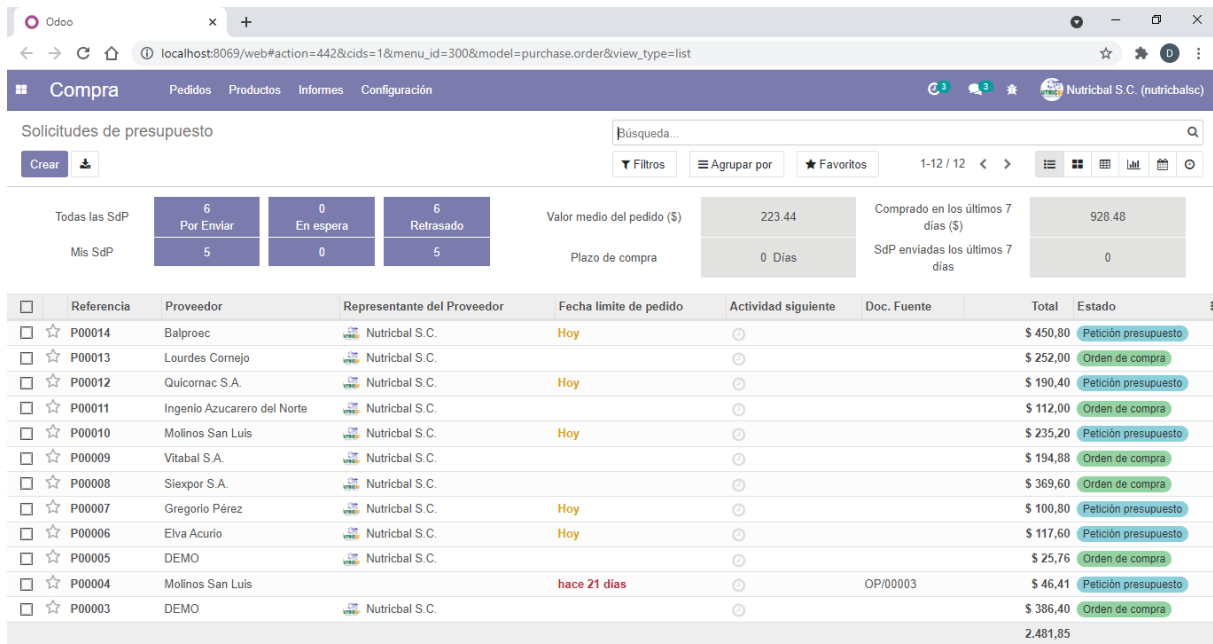 Odoo
localhost:8069/web#action=442&cids=1&menu_id=300&model=purchase.order&view_type=list
D
Compra Pedidos Productos Informes Configuración 3 3 Nutricbal S.C. (nutricbalsc)
Solicitudes de presupuesto Búsqueda...
Crear Filtros Agrupar por Favoritos 1-12 / 12
Todas las SdP 6 Por Enviar 0 En espera 6 Retrasado Valor medio del pedido ($) 223.44 Comprado en los últimos 7 días ($) 928.48
Mis SdP 5 0 5 Plazo de compra 0 Días SdP enviadas los últimos 7 días 0
Referencia Proveedor Representante del Proveedor Fecha límite de pedido Actividad siguiente Doc. Fuente Total Estado
P00014 Balproec Nutricbal S.C. Hoy $ 450,80 Petición presupuesto
P00013 Lourdes Cornejo Nutricbal S.C. $ 252,00 Orden de compra
P00012 Quicornac S.A. Nutricbal S.C. Hoy $ 190,40 Petición presupuesto
P00011 Ingenio Azucarero del Norte Nutricbal S.C. $ 112,00 Orden de compra
P00010 Molinos San Luis Nutricbal S.C. Hoy $ 235,20 Petición presupuesto
P00009 Vitabal S.A. Nutricbal S.C. $ 194,88 Orden de compra
P00008 Siexpor S.A. Nutricbal S.C. $ 369,60 Orden de compra
P00007 Gregorio Pérez Nutricbal S.C. Hoy $ 100,80 Petición presupuesto
P00006 Elva Acurio Nutricbal S.C. Hoy $ 117,60 Petición presupuesto
P00005 DEMO Nutricbal S.C. $ 25,76 Orden de compra
P00004 Molinos San Luis hace 21 días OP/00003 $ 46,41 Petición presupuesto
P00003 DEMO Nutricbal S.C. $ 386,40 Orden de compra
2.481,85